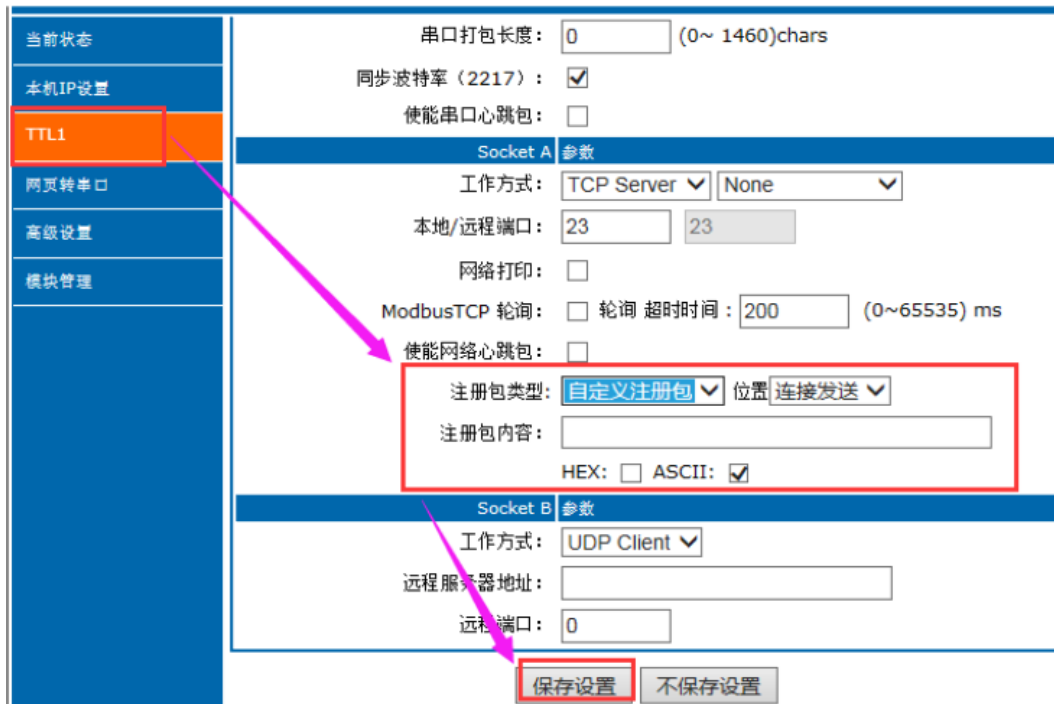 当前状态
本机IP设置
TTL1
网页转串口
高级设置
模块管理
串口打包长度: 0 (0~ 1460)chars
同步波特率（2217）:
使能串口心跳包:
Socket A 参数
工作方式: TCP Server None
本地/远程端口: 23 23
网络打印:
ModbusTCP 轮询: 轮询 超时时间: 200 (0~65535) ms
使能网络心跳包:
注册包类型: 自定义注册包 位置 连接发送
注册包内容:
HEX: ASCII:
Socket B 参数
工作方式: UDP Client
远程服务器地址:
远程端口: 0
保存设置 不保存设置